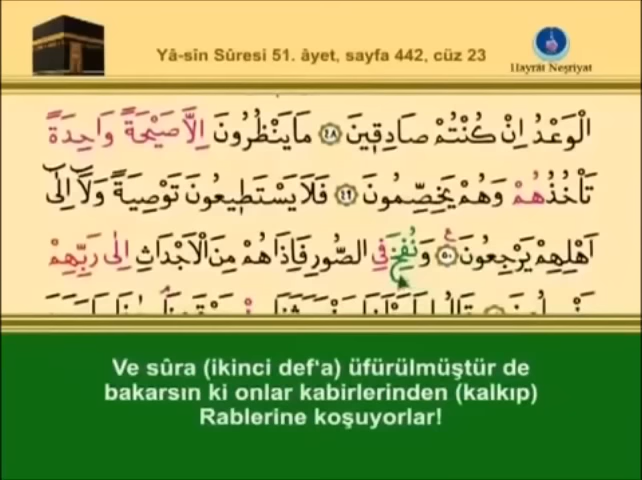 Yâ-sîn Sûresi 51. âyet, sayfa 442, cüz 23
Hayrât Neşriyat
الْوَعْدُ اِنْ كُنْتُمْ صَادِقٖينَ ﴿٤٨﴾ مَا يَنْظُرُونَ اِلَّا صَيْحَةً وَاحِدَةً
تَأْخُذُهُمْ وَهُمْ يَخِصِّمُونَ ﴿٤٩﴾ فَلَا يَسْتَطٖيعُونَ تَوْصِيَةً وَلَٓا اِلٰٓى
اَهْلِهِمْ يَرْجِعُونَ ﴿٥٠﴾ وَنُفِخَ فِي الصُّورِ فَاِذَا هُمْ مِنَ الْاَجْدَاثِ اِلٰى رَبِّهِمْ
Ve sûra (ikinci def'a) üfürülmüştür de
bakarsın ki onlar kabirlerinden (kalkıp)
Rablerine koşuyorlar!